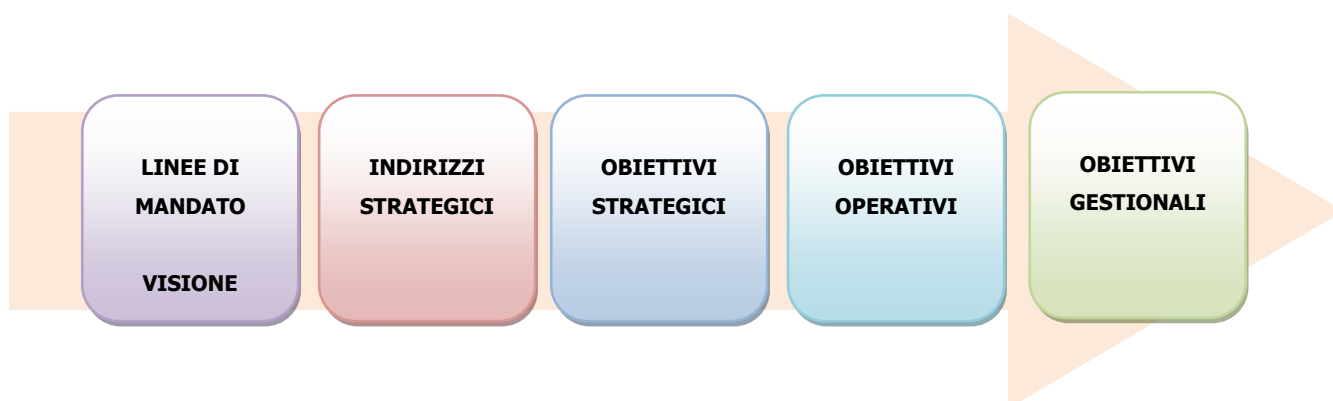 LINEE DI
MANDATO
VISIONE
INDIRIZZI
STRATEGICI
OBIETTIVI
STRATEGICI
OBIETTIVI
OPERATIVI
OBIETTIVI
GESTIONALI